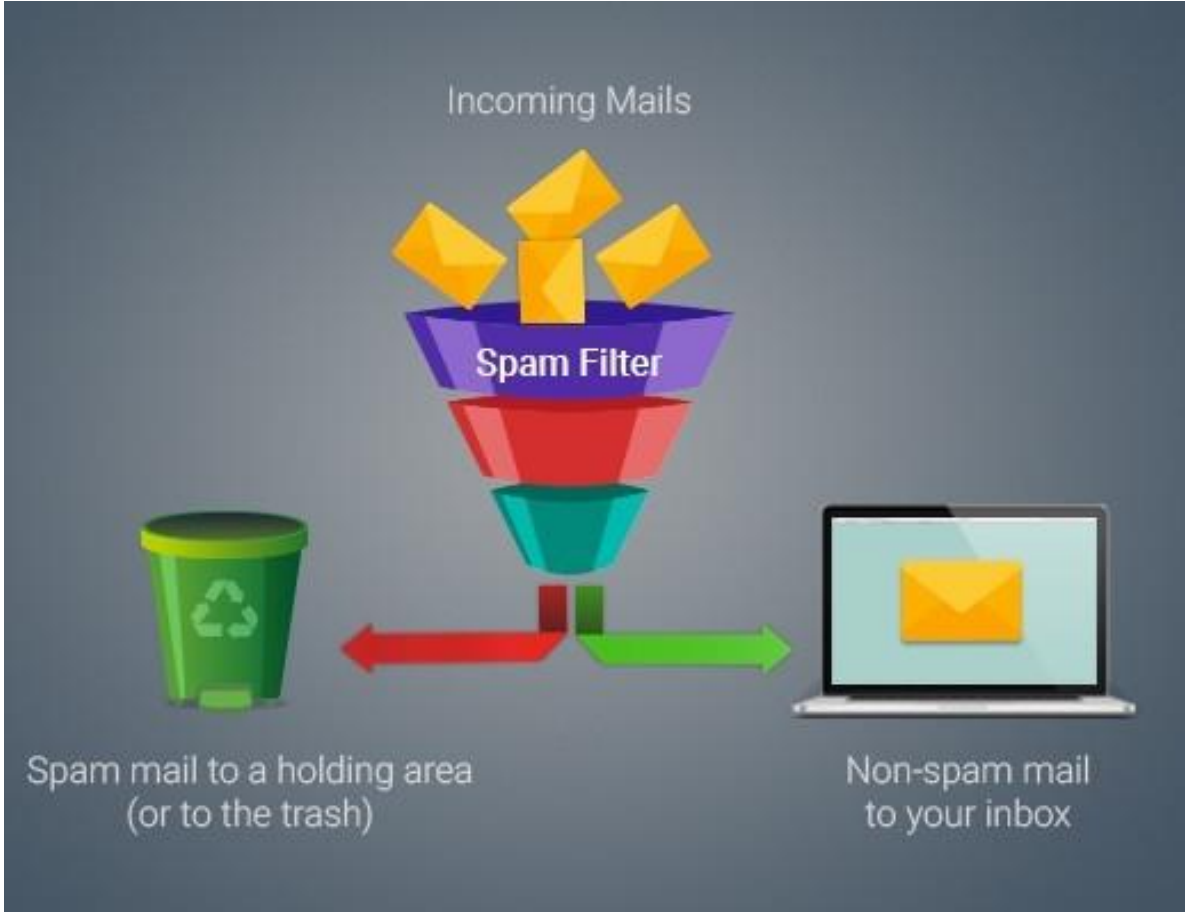 Incoming Mails
Spam Filter
Spam mail to a holding area
(or to the trash)
Non-spam mail
to your inbox